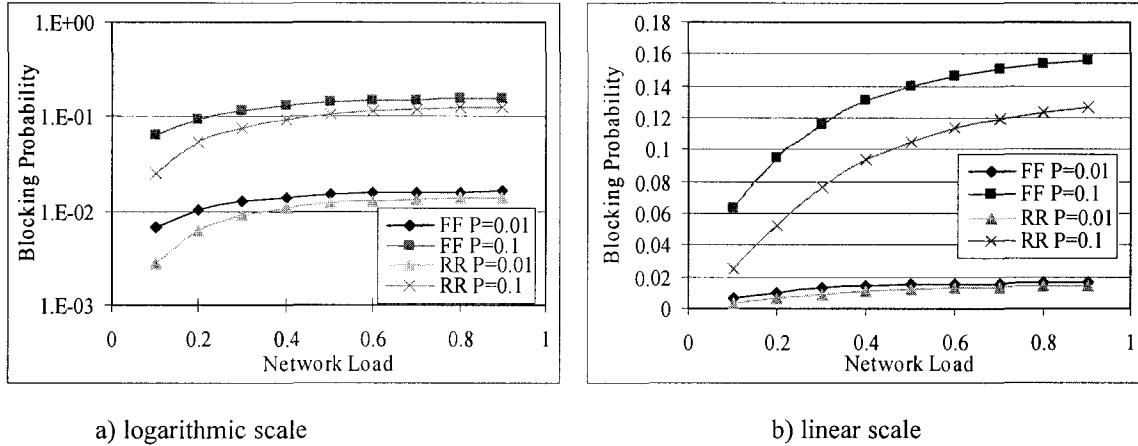 1.E+00
1.E-01
1.E-02
1.E-03
Blocking Probability
FF P=0.01
FF P=0.1
RR P=0.01
RR P=0.1
0 0.2 0.4 0.6 0.8 1
Network Load
a) logarithmic scale
0.18
0.16
0.14
0.12
0.1
0.08
0.06
0.04
0.02
0
Blocking Probability
FF P=0.01
FF P=0.1
RR P=0.01
RR P=0.1
0 0.2 0.4 0.6 0.8 1
Network Load
b) linear scale